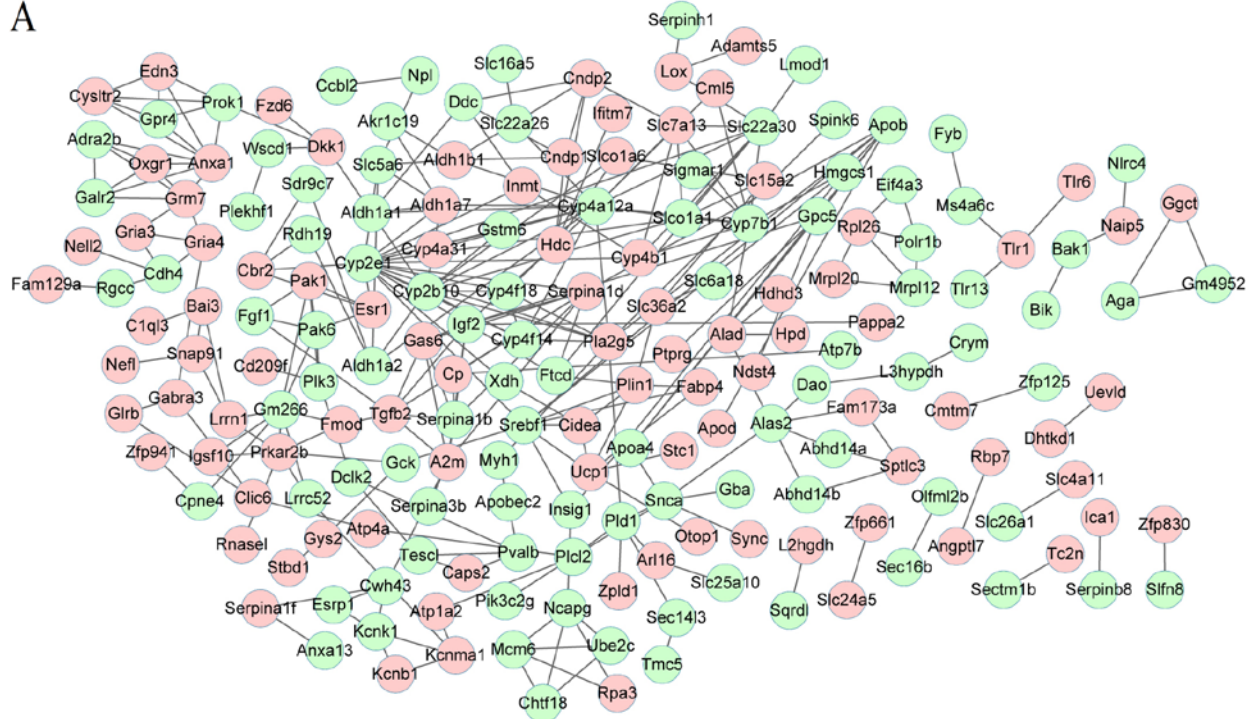 A
Serpinh1
Adamts5
Lox
Cml5
Lmod1
Slc16a5
Edn3
Cysltr2
Prok1
Gpr4
Fzd6
Ccbl2
Npl
Cndp2
Ddc
Ifitm7
Akr1c19
Slc22a26
Slc7a13
Slc22a30
Spink6
Apob
Fyb
Adra2b
Oxgr1
Anxa1
Wscd1
Dkk1
Slc5a6
Aldh1b1
Cndp1
Slco1a6
Sigmar1
Slc15a2
Hmgcs1
Eif4a3
Nlrc4
Tlr6
Galr2
Grm7
Plekhf1
Sdr9c7
Aldh1a1
Aldh1a7
Inmt
Cyp4a12a
Slco1a1
Cyp7b1
Gpc5
Rpl26
Polr1b
Ms4a6c
Naip5
Ggct
Gria3
Gria4
Nell2
Cdh4
Rdh19
Gstm6
Cyp4a31
Hdc
Cyp4b1
Tlr1
Bak1
Fam129a
Rgcc
Cbr2
Pak1
Cyp2e1
Cyp2b10
Cyp4f18
Serpina1d
Slc6a18
Slc36a2
Hdhd3
Mrpl20
Mrpl12
Tlr13
Bik
Aga
Gm4952
Bai3
C1ql3
Fgf1
Pak6
Esr1
Igf2
Gas6
Cyp4f14
Pla2g5
Alad
Hpd
Pappa2
Nefl
Snap91
Cd209f
Plk3
Aldh1a2
Cp
Xdh
Ftcd
Ptprg
Atp7b
Ndst4
Crym
L3hypdh
Plin1
Fabp4
Dao
Zfp125
Cmtm7
Uevld
Gabra3
Glrb
Lrrn1
Gm266
Fmod
Tgfb2
Serpina1b
Srebf1
Cidea
Apod
Alas2
Fam173a
Dhtkd1
Zfp941
Igsf10
Prkar2b
Gck
A2m
Myh1
Ucp1
Apoa4
Stc1
Abhd14a
Sptlc3
Rbp7
Cpne4
Clic6
Lrrc52
Dclk2
Serpina3b
Apobec2
Insig1
Snca
Gba
Abhd14b
Olfml2b
Slc4a11
Rnasel
Gys2
Atp4a
Pld1
Otop1
Sync
Zfp661
L2hgdh
Angptl7
Slc26a1
Ica1
Zfp830
Stbd1
Tescl
Pvalb
Caps2
Plcl2
Arl16
Slc25a10
Sec16b
Tc2n
Serpina1f
Esrp1
Cwh43
Atp1a2
Pik3c2g
Ncapg
Zpld1
Sec14l3
Sqrdl
Slc24a5
Sectm1b
Serpinb8
Slfn8
Anxa13
Kcnk1
Kcnma1
Mcm6
Ube2c
Tmc5
Kcnb1
Chtf18
Rpa3